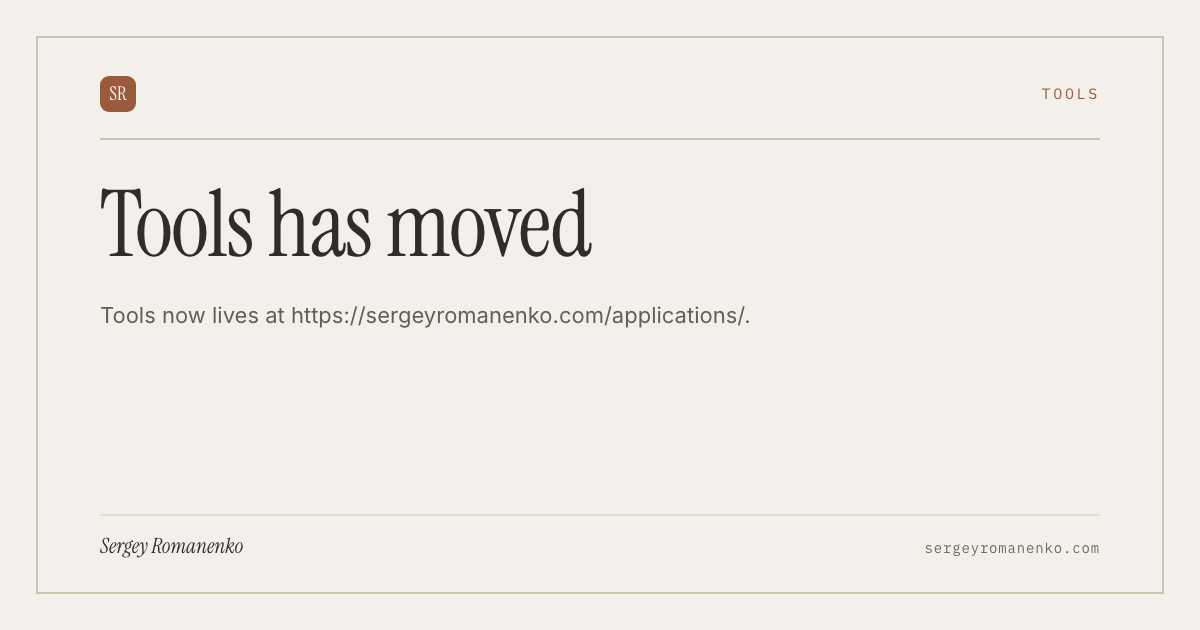 SR
TOOLS
Tools has moved
Tools now lives at https://sergeyromanenko.com/applications/.
Sergey Romanenko
sergeyromanenko.com